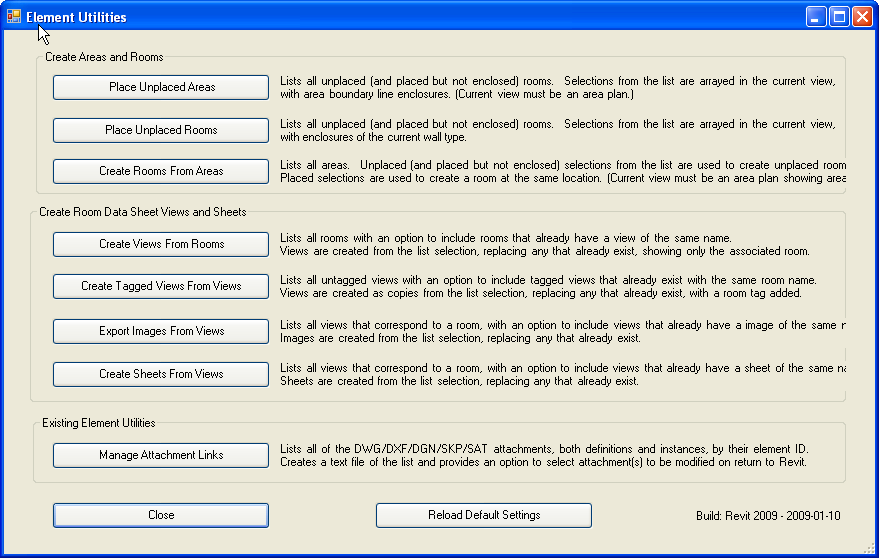 Element Utilities
Create Areas and Rooms
Place Unplaced Areas
Lists all unplaced (and placed but not enclosed) rooms. Selections from the list are arrayed in the current view,
with area boundary line enclosures. (Current view must be an area plan.)
Place Unplaced Rooms
Lists all unplaced (and placed but not enclosed) rooms. Selections from the list are arrayed in the current view,
with enclosures of the current wall type.
Create Rooms From Areas
Lists all areas. Unplaced (and placed but not enclosed) selections from the list are used to create unplaced room
Placed selections are used to create a room at the same location. (Current view must be an area plan showing area
Create Room Data Sheet Views and Sheets
Create Views From Rooms
Lists all rooms with an option to include rooms that already have a view of the same name.
Views are created from the list selection, replacing any that already exist, showing only the associated room.
Create Tagged Views From Views
Lists all untagged views with an option to include tagged views that already exist with the same room name.
Views are created as copies from the list selection, replacing any that already exist, with a room tag added.
Export Images From Views
Lists all views that correspond to a room, with an option to include views that already have a image of the same n
Images are created from the list selection, replacing any that already exist.
Create Sheets From Views
Lists all views that correspond to a room, with an option to include views that already have a sheet of the same na
Sheets are created from the list selection, replacing any that already exist.
Existing Element Utilities
Manage Attachment Links
Lists all of the DWG/DXF/DGN/SKP/SAT attachments, both definitions and instances, by their element ID.
Creates a text file of the list and provides an option to select attachment(s) to be modified on return to Revit.
Close
Reload Default Settings
Build: Revit 2009 - 2009-01-10